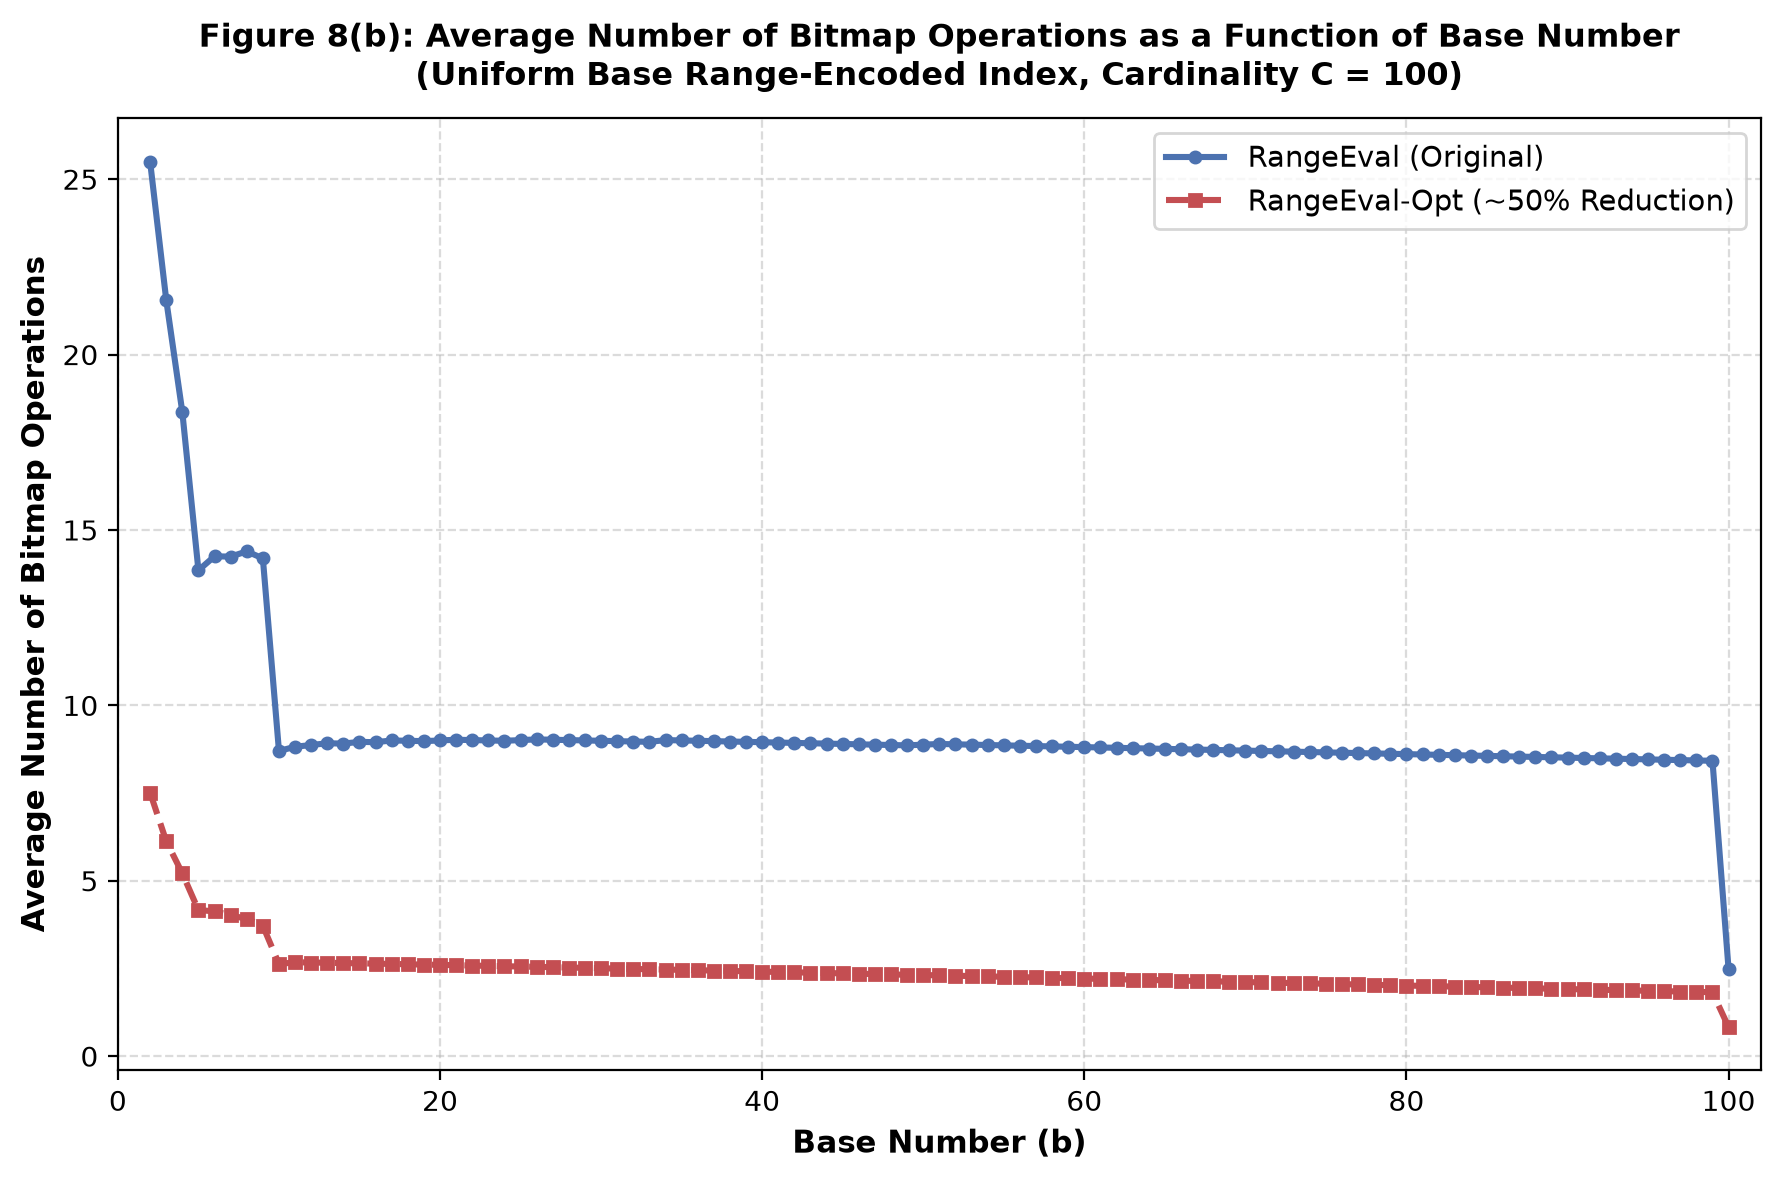 Figure 8(b): Average Number of Bitmap Operations as a Function of Base Number
(Uniform Base Range-Encoded Index, Cardinality C = 100)
RangeEval (Original)
RangeEval-Opt (~50% Reduction)
Average Number of Bitmap Operations
25
20
15
10
5
0
0 20 40 60 80 100
Base Number (b)